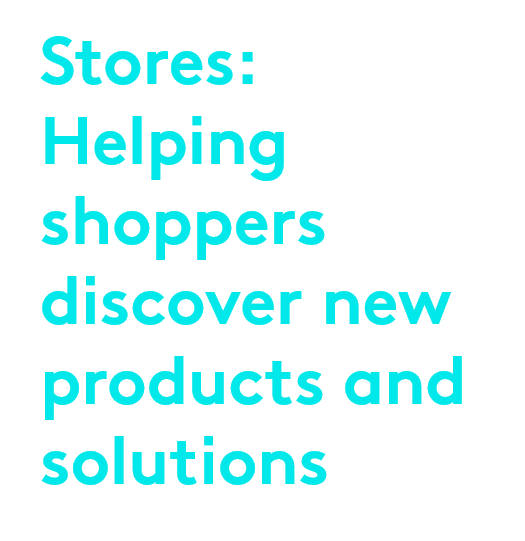 Stores:
Helping
shoppers
discover new
products and
solutions